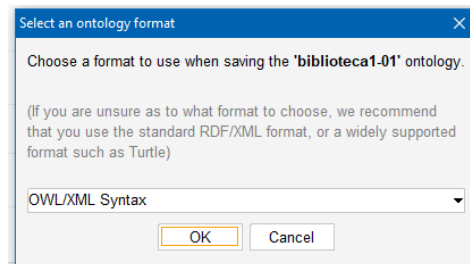 Select an ontology format
Choose a format to use when saving the 'biblioteca1-01' ontology.
(If you are unsure as to what format to choose, we recommend
that you use the standard RDF/XML format, or a widely supported
format such as Turtle)
OWL/XML Syntax
OK Cancel